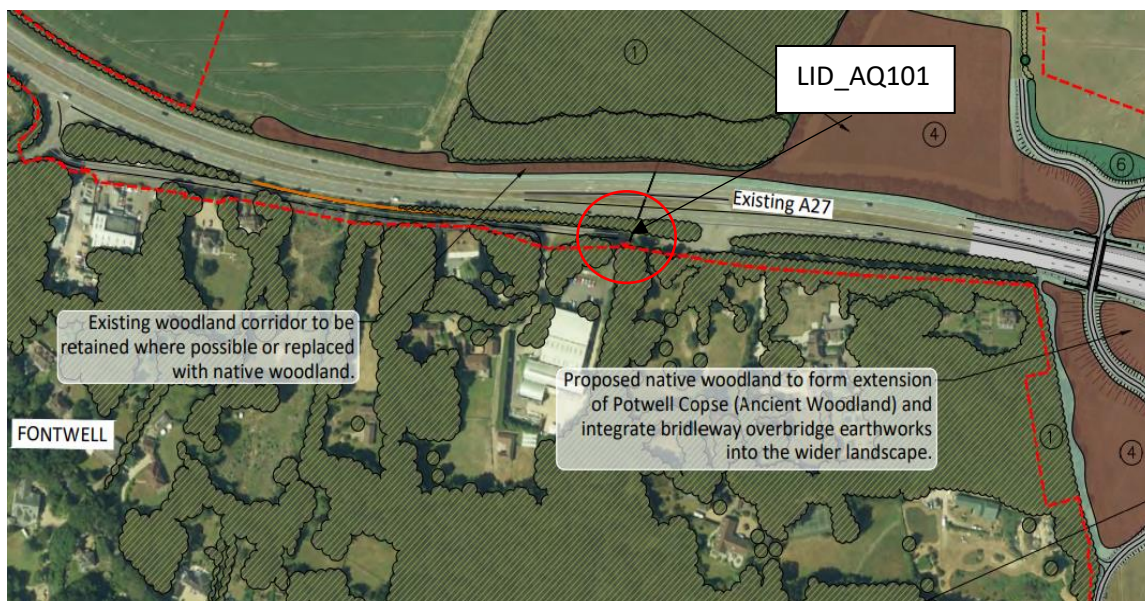 1
LID_AQ101
4
6
Existing A27
Existing woodland corridor to be
retained where possible or replaced
with native woodland.
Proposed native woodland to form extension
of Potwell Copse (Ancient Woodland) and
integrate bridleway overbridge earthworks
into the wider landscape.
FONTWELL
1
4